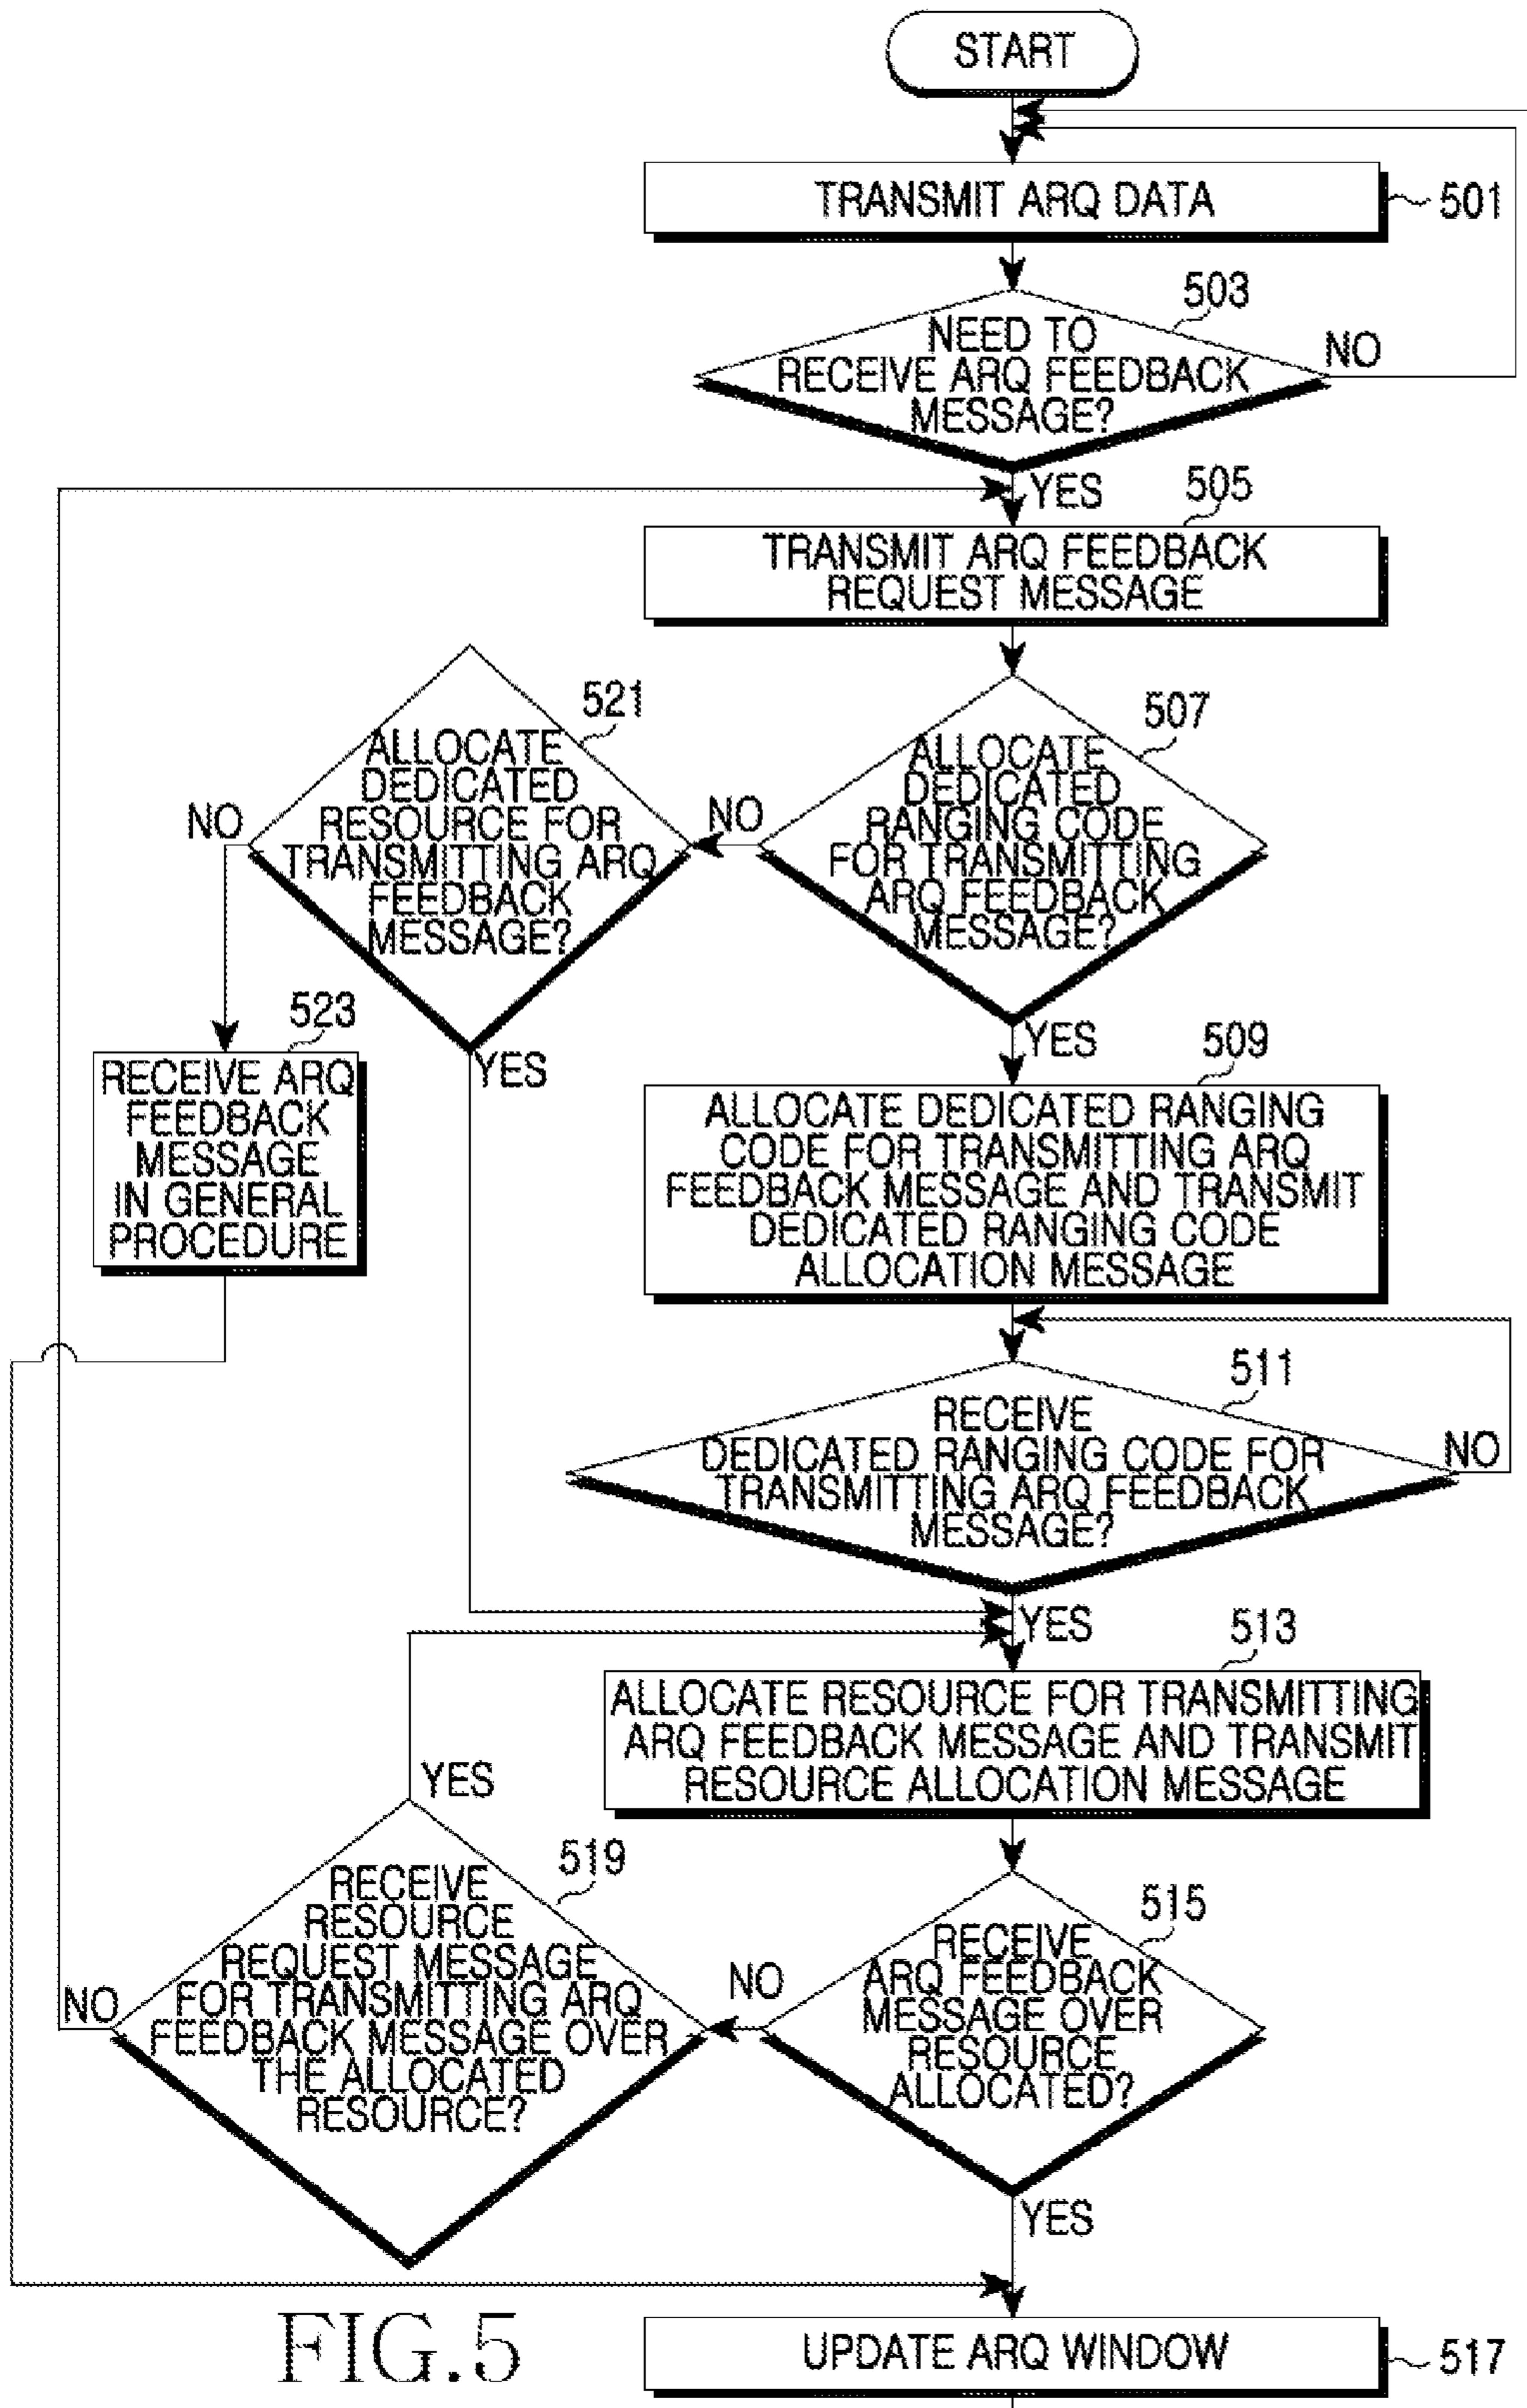 START
TRANSMIT ARQ DATA
501
503
NEED TO
RECEIVE ARQ FEEDBACK
MESSAGE?
NO
YES
505
TRANSMIT ARQ FEEDBACK
REQUEST MESSAGE
507
ALLOCATE
DEDICATED
RANGING CODE
FOR TRANSMITTING
ARQ FEEDBACK
MESSAGE?
NO
521
ALLOCATE
DEDICATED
RESOURCE FOR
TRANSMITTING ARQ
FEEDBACK
MESSAGE?
NO
YES
523
RECEIVE ARQ
FEEDBACK
MESSAGE
IN GENERAL
PROCEDURE
YES
509
ALLOCATE DEDICATED RANGING
CODE FOR TRANSMITTING ARQ
FEEDBACK MESSAGE AND TRANSMIT
DEDICATED RANGING CODE
ALLOCATION MESSAGE
511
RECEIVE
DEDICATED RANGING CODE FOR
TRANSMITTING ARQ FEEDBACK
MESSAGE?
NO
YES
513
ALLOCATE RESOURCE FOR TRANSMITTING
ARQ FEEDBACK MESSAGE AND TRANSMIT
RESOURCE ALLOCATION MESSAGE
515
RECEIVE
ARQ FEEDBACK
MESSAGE OVER
RESOURCE
ALLOCATED?
NO
YES
519
RECEIVE
RESOURCE
REQUEST MESSAGE
FOR TRANSMITTING ARQ
FEEDBACK MESSAGE OVER
THE ALLOCATED
RESOURCE?
NO
YES
UPDATE ARQ WINDOW
517
FIG.5